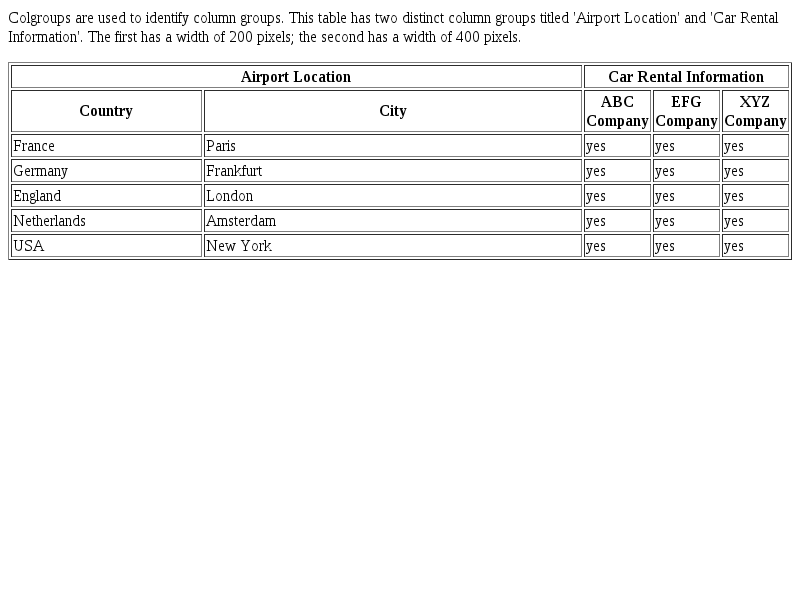 Colgroups are used to identify column groups. This table has two distinct column groups titled 'Airport Location' and 'Car Rental
Information'. The first has a width of 200 pixels; the second has a width of 400 pixels.
Airport Location Car Rental Information
Country City ABC Company EFG Company XYZ Company
France Paris yes yes yes
Germany Frankfurt yes yes yes
England London yes yes yes
Netherlands Amsterdam yes yes yes
USA New York yes yes yes